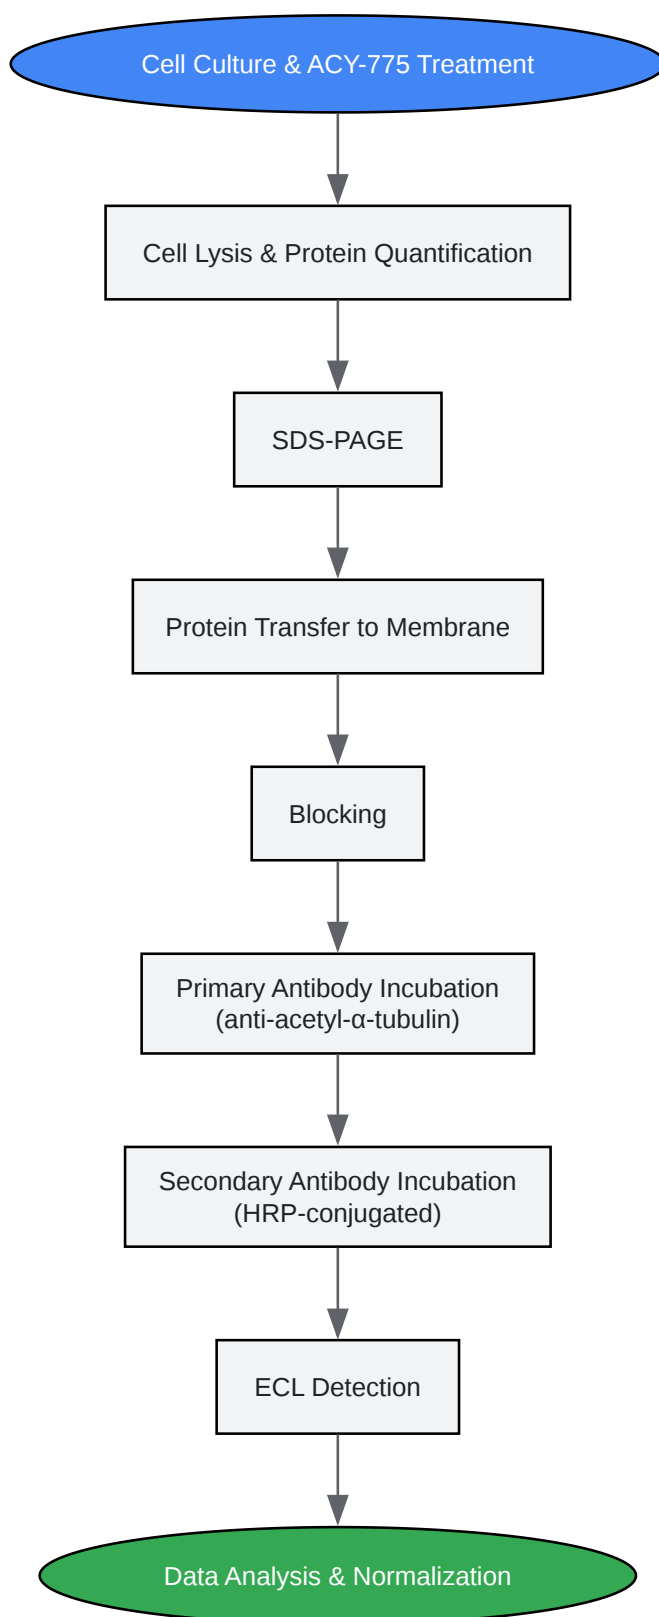 Cell Culture & ACY-775 Treatment
Cell Lysis & Protein Quantification
SDS-PAGE
Protein Transfer to Membrane
Blocking
Primary Antibody Incubation
(anti-acetyl-α-tubulin)
Secondary Antibody Incubation
(HRP-conjugated)
ECL Detection
Data Analysis & Normalization